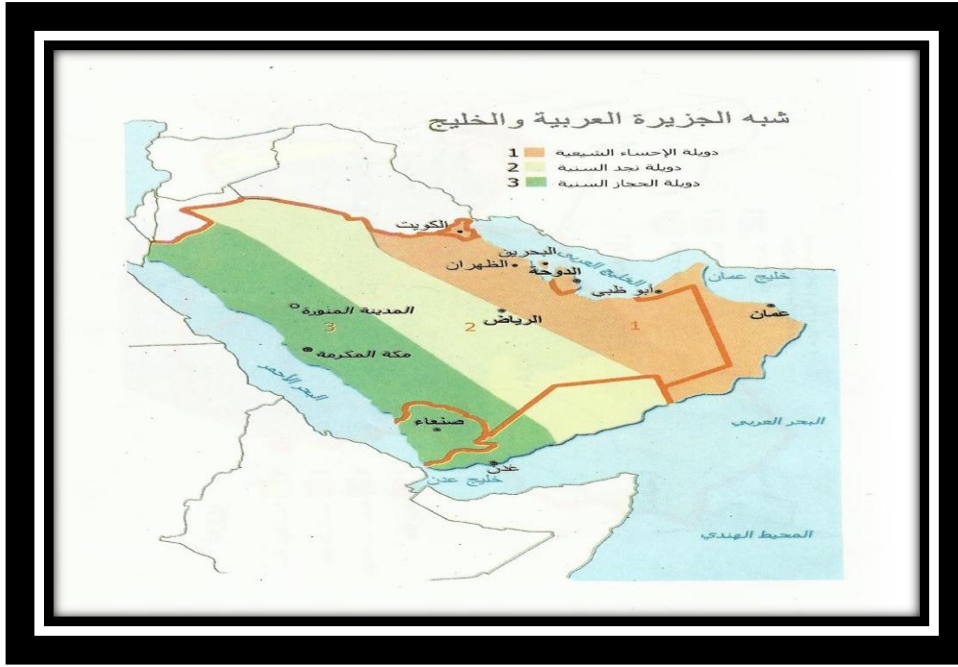 شبه الجزيرة العربية والخليج
1 دويلة الإحساء الشيعية
2 دويلة نجد السنية
3 دويلة الحجاز السنية
الكويت
البحرين
الظهران
الدوحة
الخليج العربي
أبو ظبي
خليج عمان
عمان
المدينة المنورة
الرياض
3
2
1
مكة المكرمة
البحر الأحمر
صنعاء
البحر العربي
عدن
خليج عدن
المحيط الهندي